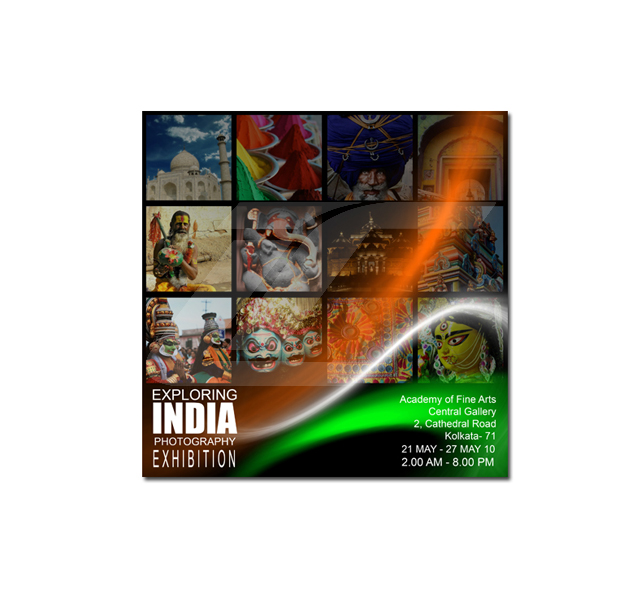 EXPLORING
INDIA
PHOTOGRAPHY
EXHIBITION
Academy of Fine Arts
Central Gallery
2, Cathedral Road
Kolkata- 71
21 MAY - 27 MAY 10
2.00 AM - 8.00 PM